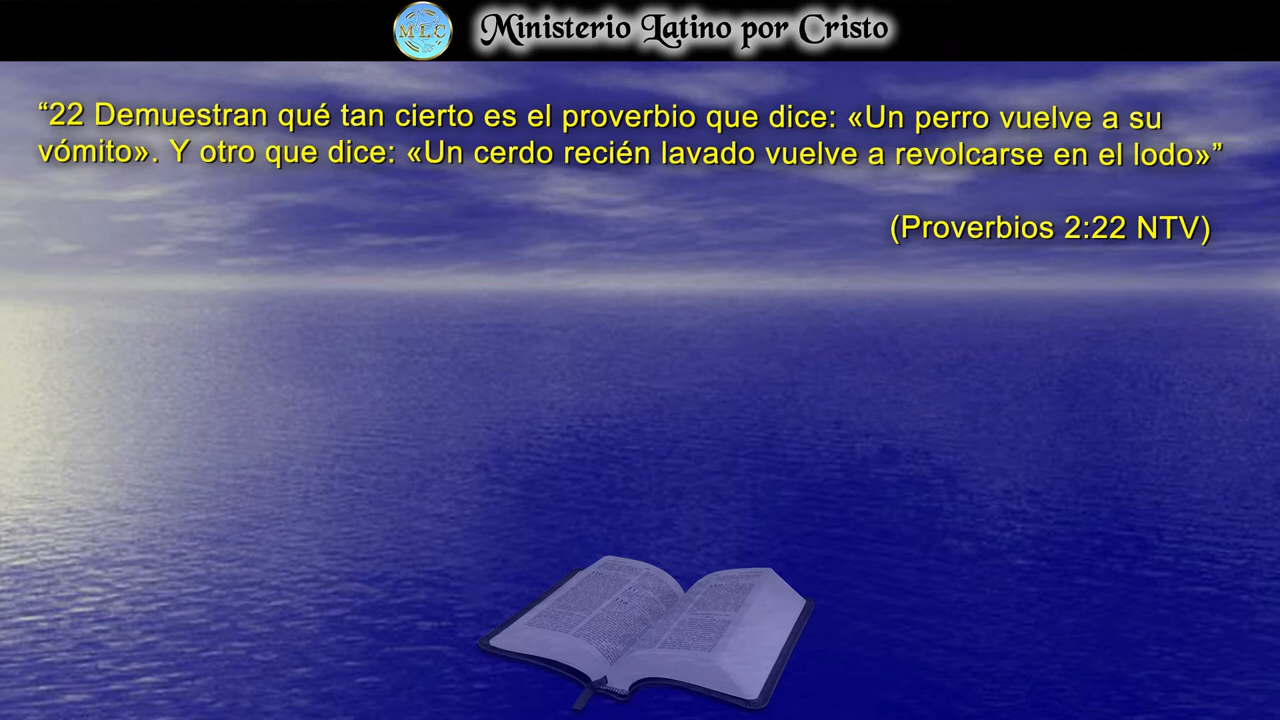 MLC
Ministerio Latino por Cristo
“22 Demuestran qué tan cierto es el proverbio que dice: «Un perro vuelve a su
vómito». Y otro que dice: «Un cerdo recién lavado vuelve a revolcarse en el lodo»”
(Proverbios 2:22 NTV)